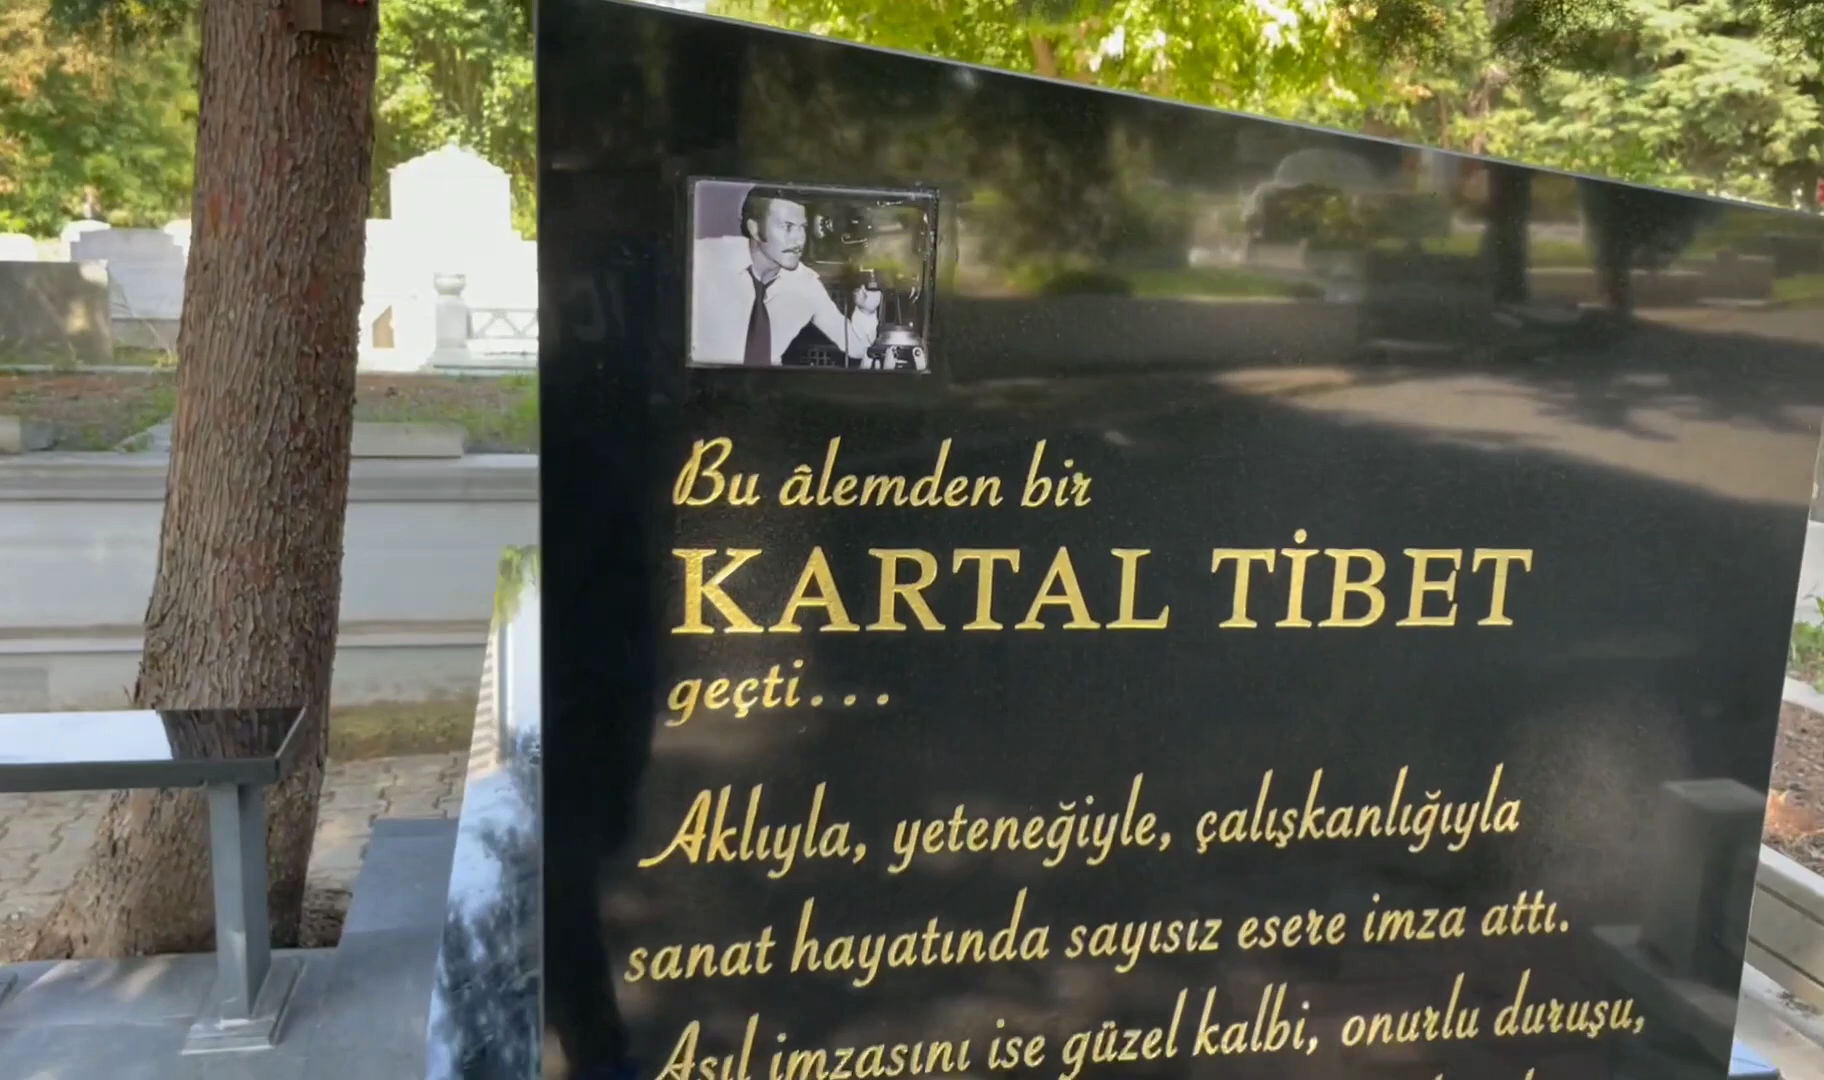 Bu âlemden bir
KARTAL TİBET
geçti...
Aklıyla, yeteneğiyle, çalışkanlığıyla
sanat hayatında sayısız esere imza attı.
Asıl imzasını ise güzel kalbi, onurlu duruşu,